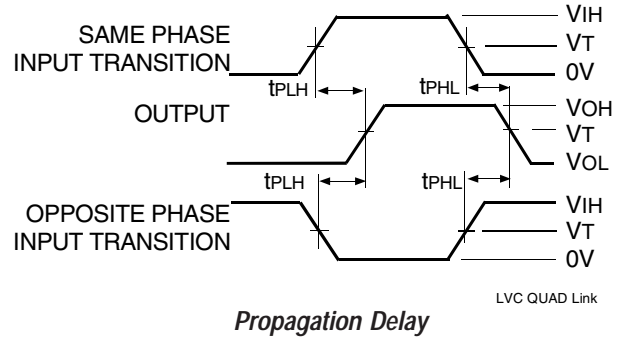 SAME PHASE
INPUT TRANSITION
VIH
VT
0V
tPLH
tPHL
OUTPUT
VOH
VT
VOL
tPLH
tPHL
OPPOSITE PHASE
INPUT TRANSITION
VIH
VT
0V
LVC QUAD Link
Propagation Delay